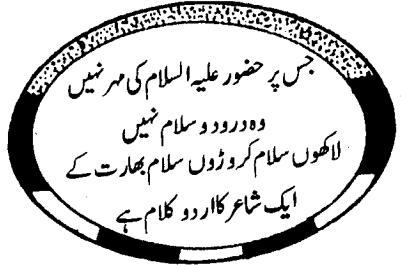 جس پر حضور علیہ السلام کی مہر نہیں
وہ درود و سلام نہیں
لاکھوں سلام کروڑوں سلام بھارت کے
ایک شاعر کا اردو کلام ہے